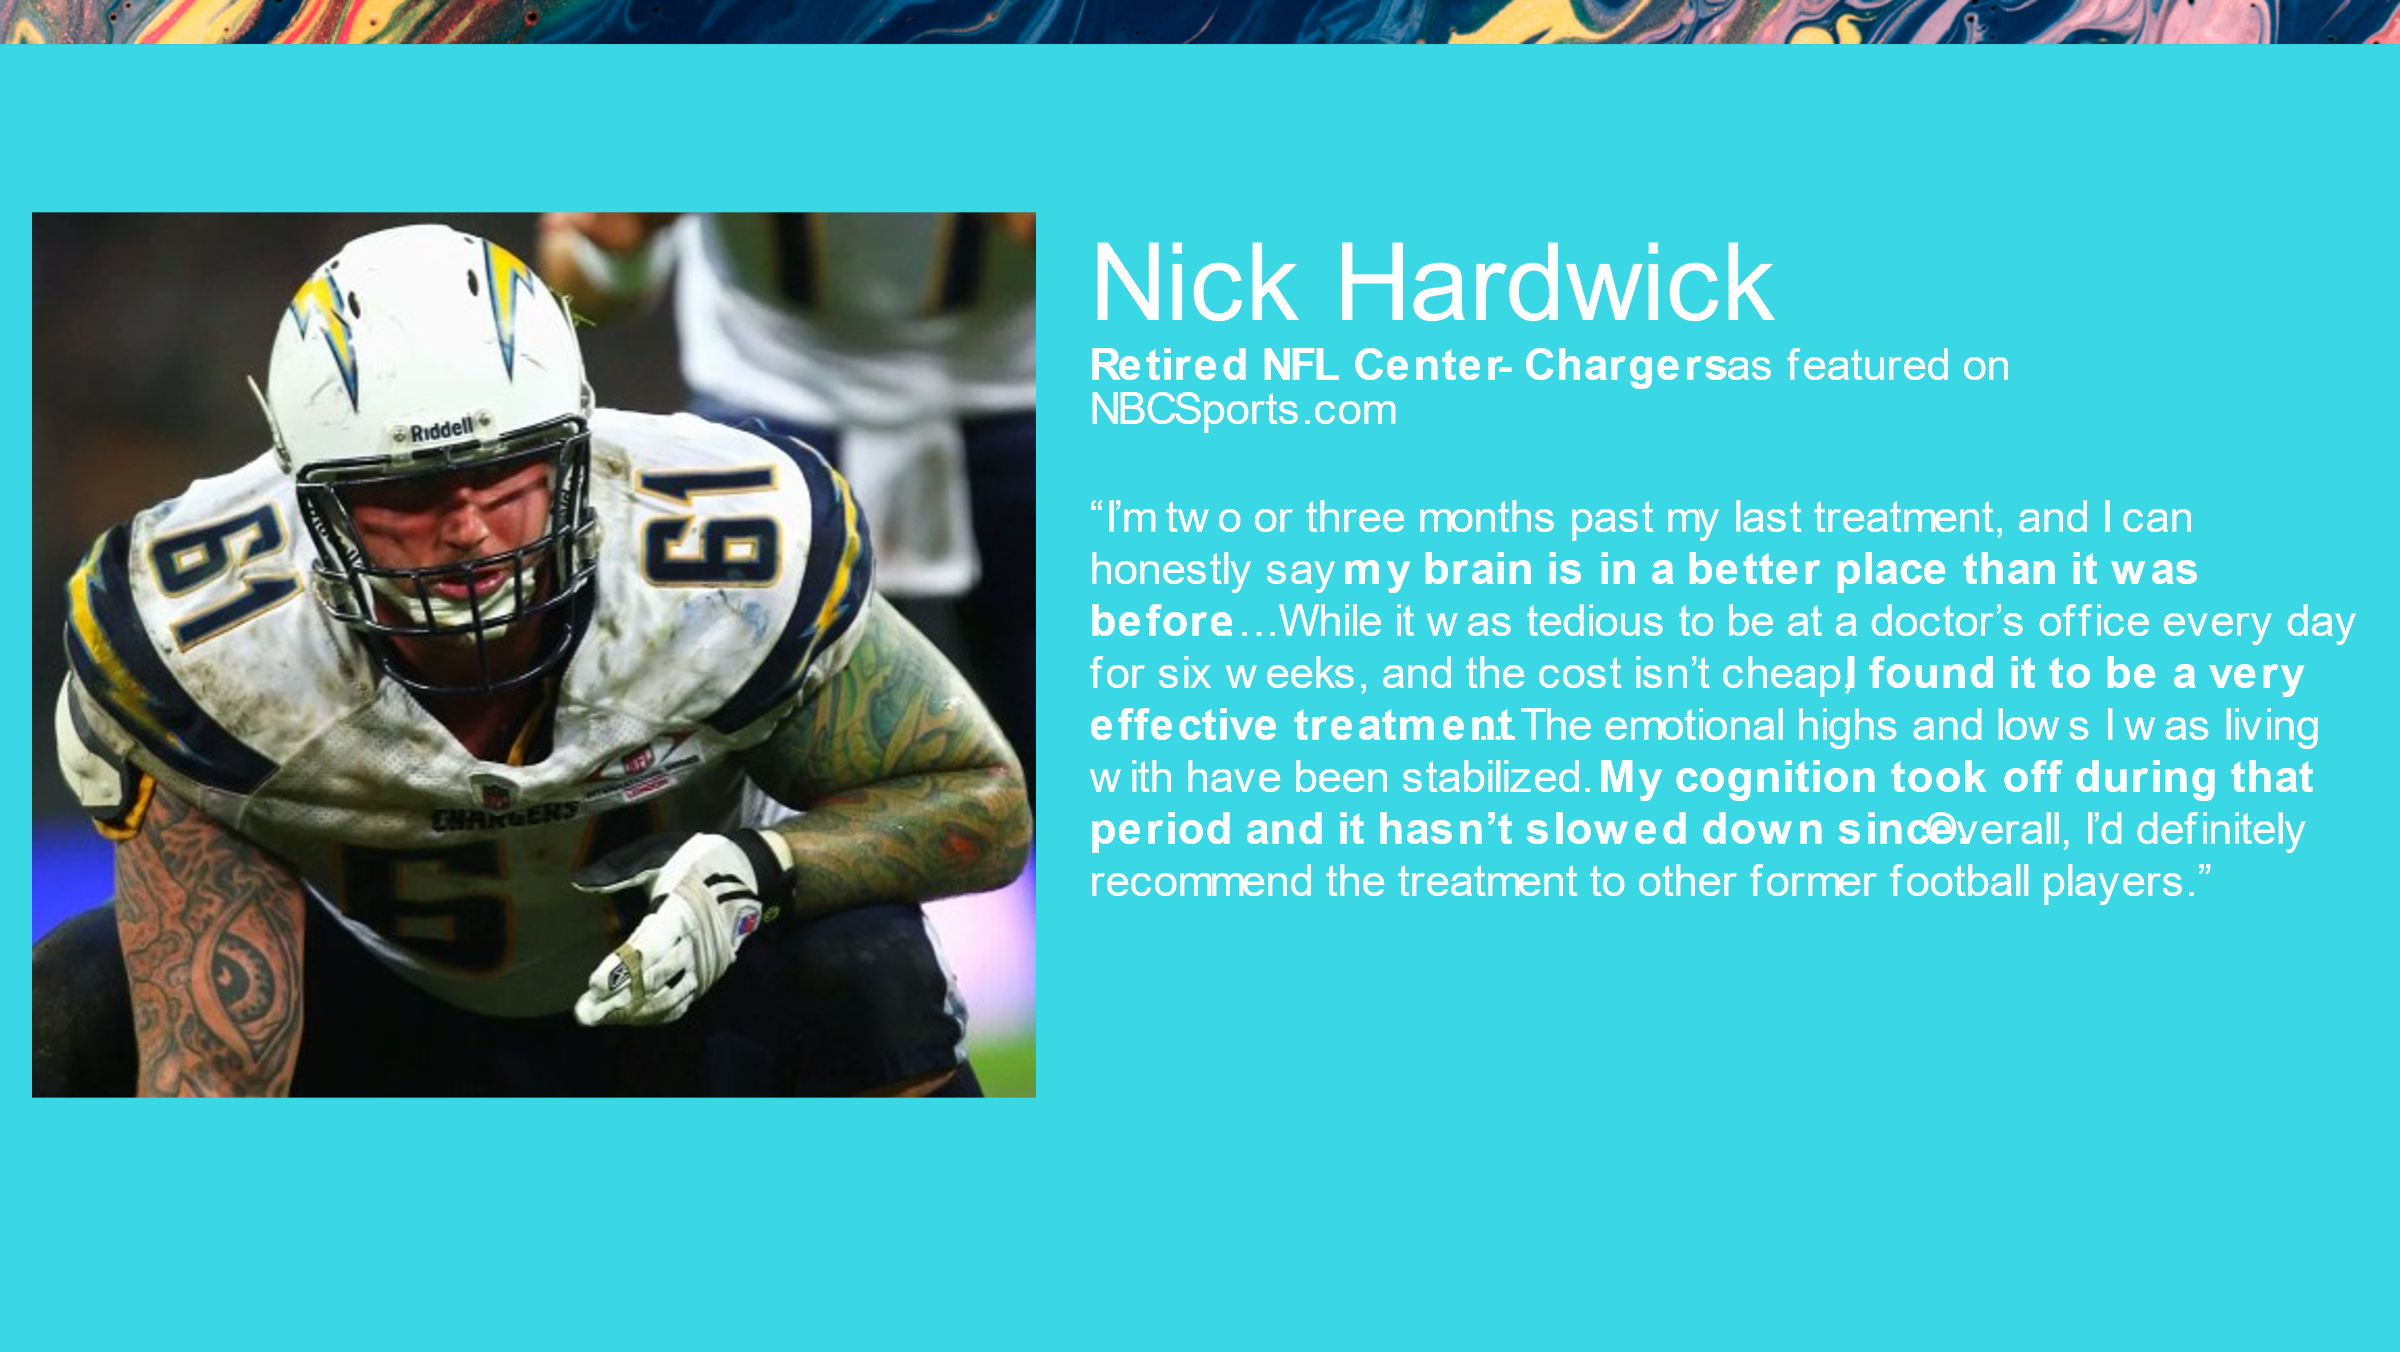 Nick Hardwick
Retired NFL Center- Chargers as featured on
NBCSports.com
“I’m two or three months past my last treatment, and I can
honestly say my brain is in a better place than it was
before….While it was tedious to be at a doctor’s office every day
for six weeks, and the cost isn’t cheap, I found it to be a very
effective treatment...The emotional highs and lows I was living
with have been stabilized. My cognition took off during that
period and it hasn’t slowed down since. Overall, I’d definitely
recommend the treatment to other former football players.”
Riddell
61
61
CHARGERS
61